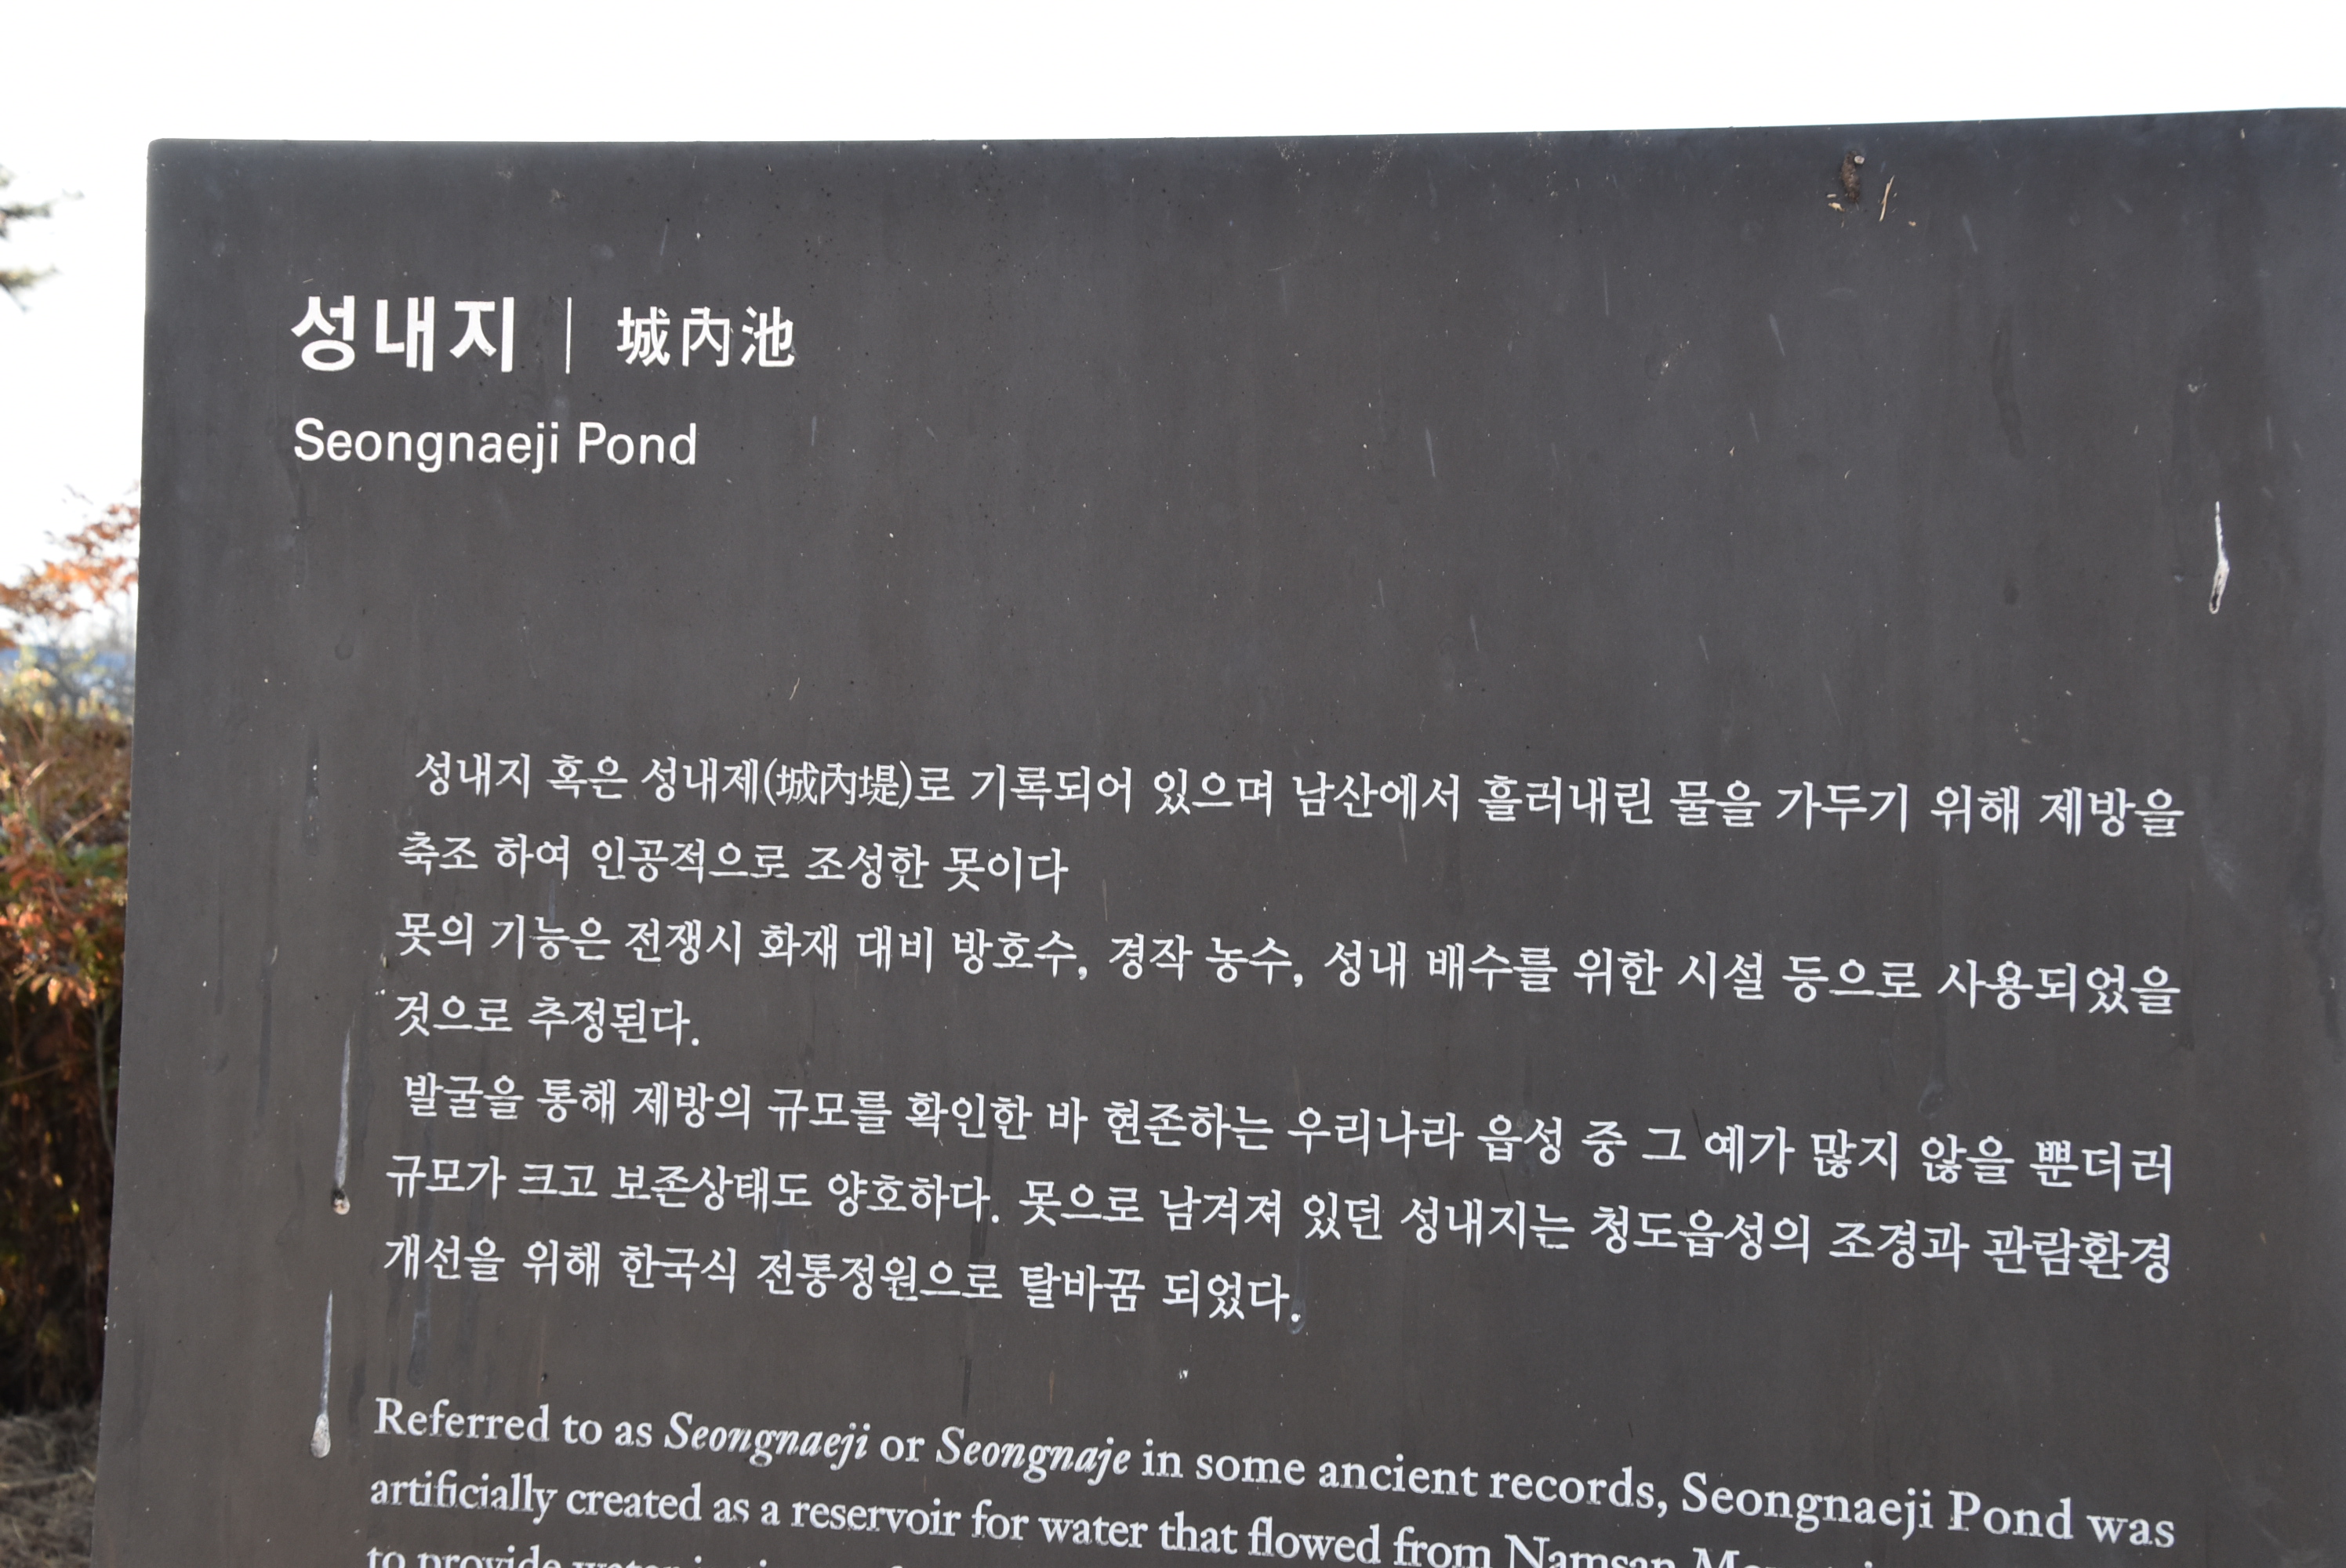 성내지 | 城內池
Seongnaeji Pond
성내지 혹은 성내제(城內堤)로 기록되어 있으며 남산에서 흘러내린 물을 가두기 위해 제방을
축조 하여 인공적으로 조성한 못이다
못의 기능은 전쟁시 화재 대비 방호수, 경작 농수, 성내 배수를 위한 시설 등으로 사용되었을
것으로 추정된다.
발굴을 통해 제방의 규모를 확인한 바 현존하는 우리나라 읍성 중 그 예가 많지 않을 뿐더러
규모가 크고 보존상태도 양호하다. 못으로 남겨져 있던 성내지는 청도읍성의 조경과 관람환경
개선을 위해 한국식 전통정원으로 탈바꿈 되었다.
Referred to as Seongnaeji or Seongnaje in some ancient records, Seongnaeji Pond was
artificially created as a reservoir for water that flowed from Namsan
to provide water